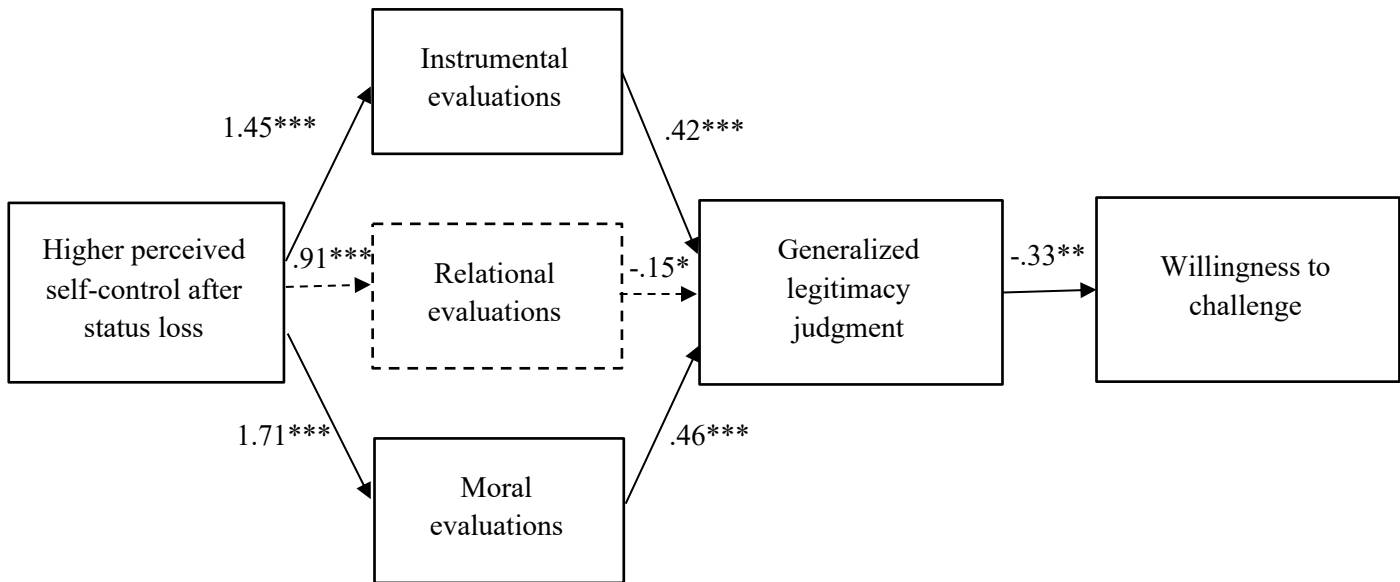 Instrumental
evaluations
1.45***
.42***
Higher perceived
self-control after
status loss
.91***
Relational
evaluations
-.15*
Generalized
legitimacy
judgment
-.33**
Willingness to
challenge
1.71***
.46***
Moral
evaluations